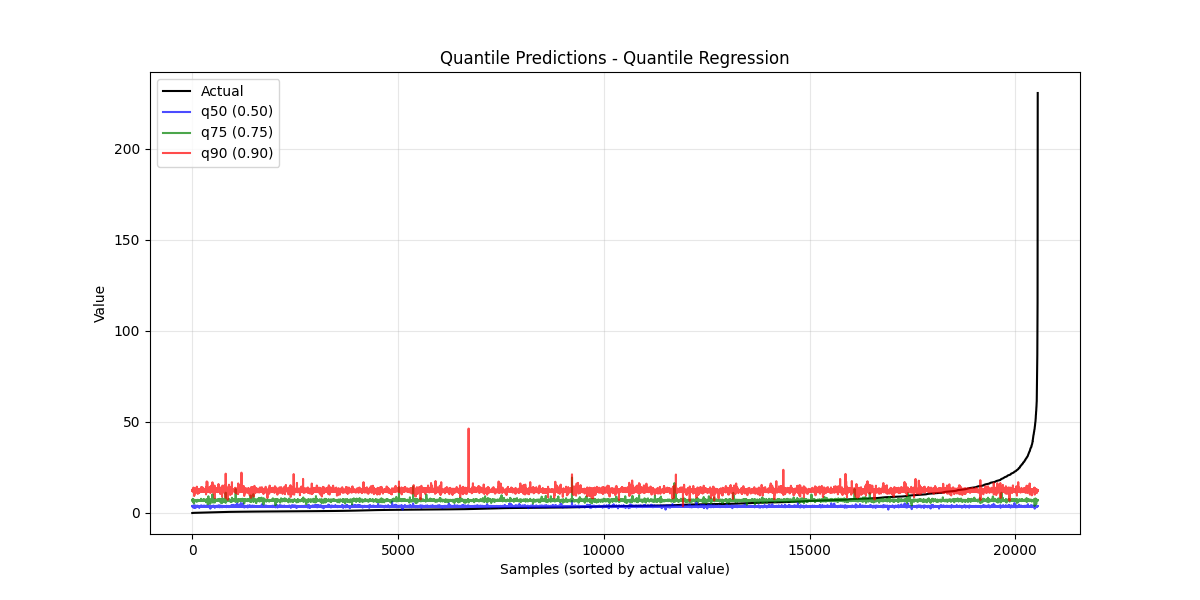 Quantile Predictions - Quantile Regression
Actual
q50 (0.50)
q75 (0.75)
q90 (0.90)
Value
200
150
100
50
0
0
5000
10000
15000
20000
Samples (sorted by actual value)